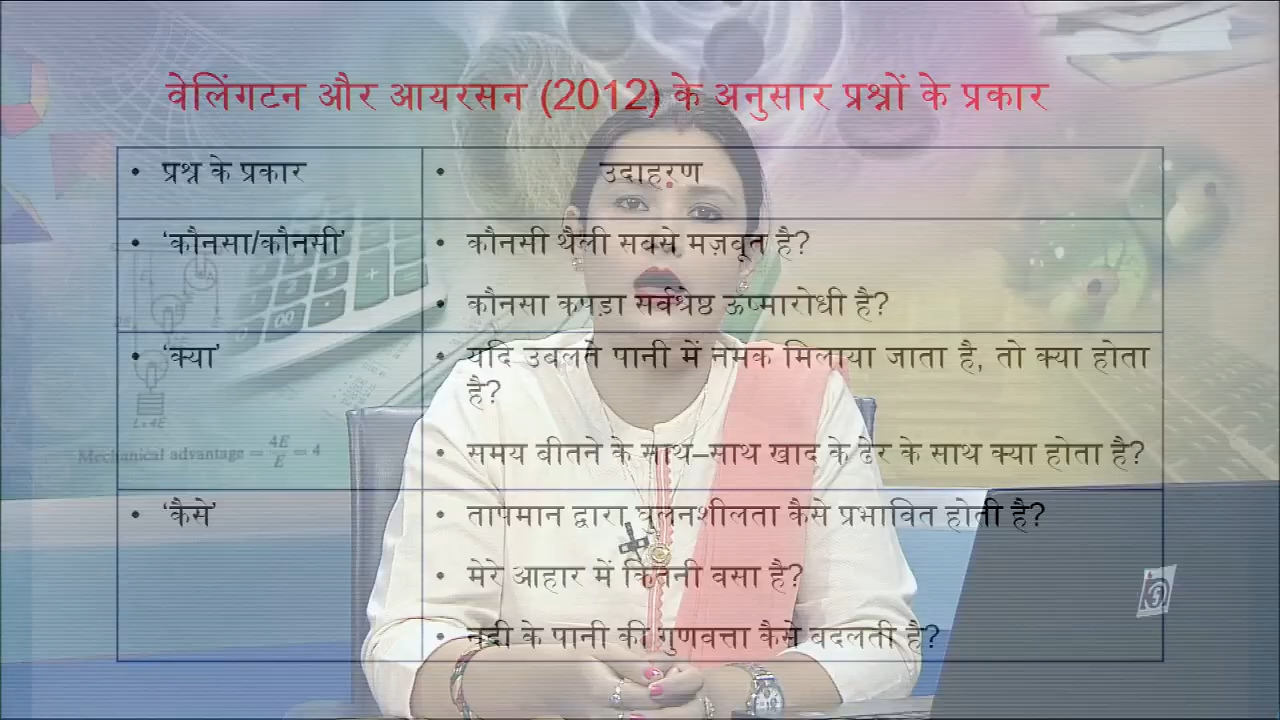 वेलिंगटन और आयरसन (2012) के अनुसार प्रश्नों के प्रकार
• प्रश्न के प्रकार
• उदाहरण
• ‘कौनसा/कौनसी’
• कौनसी थैली सबसे मज़बूत है?
• कौनसा कपड़ा सर्वश्रेष्ठ ऊष्मारोधी है?
• ‘क्या’
• यदि उबलते पानी में नमक मिलाया जाता है, तो क्या होता
है?
• समय बीतने के साथ–साथ खाद के ढेर के साथ क्या होता है?
• ‘कैसे’
• तापमान द्वारा घुलनशीलता कैसे प्रभावित होती है?
• मेरे आहार में कितनी वसा है?
• नदी के पानी की गुणवत्ता कैसे बदलती है?
L=4E
Mechanical advantage = 4E/E = 4